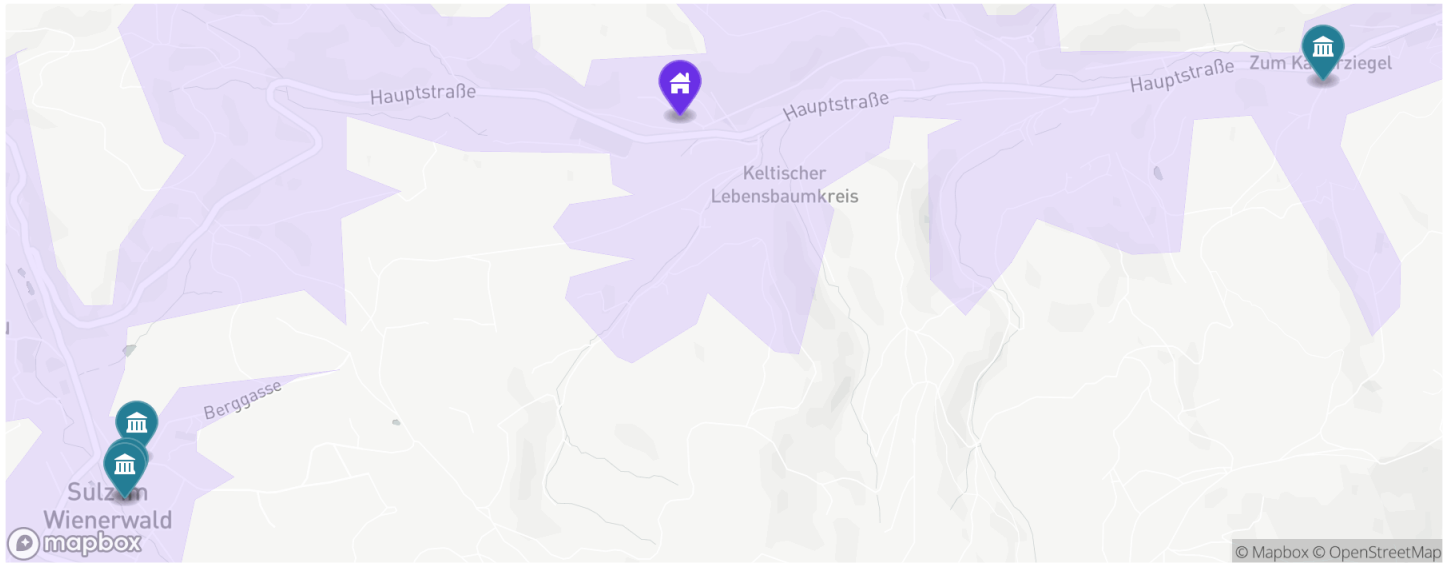 Hauptstraße
Hauptstraße
Hauptstraße
Keltischer
Lebensbaumkreis
Berggasse
Wienerwald
mapbox
© Mapbox © OpenStreetMap